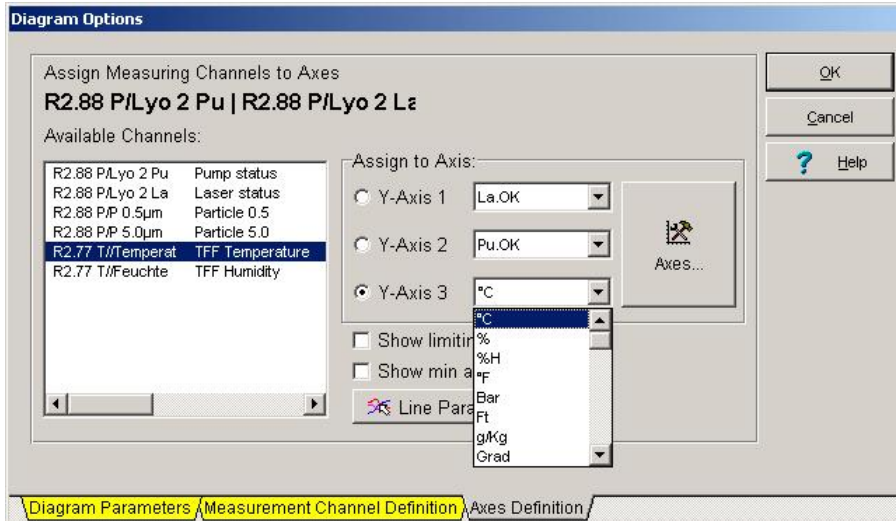 Diagram Options
Assign Measuring Channels to Axes
R2.88 P/Lyo 2 Pu | R2.88 P/Lyo 2 La
Available Channels:
R2.88 P/Lyo 2 Pu Pump status
R2.88 P/Lyo 2 La Laser status
R2.88 P/P 0.5µm Particle 0.5
R2.88 P/P 5.0µm Particle 5.0
R2.77 T//Temperat TFF Temperature
R2.77 T//Feuchte TFF Humidity
Assign to Axis:
Y-Axis 1 La.OK
Y-Axis 2 Pu.OK
Y-Axis 3 °C
°C
%
%H
°F
Bar
Ft
g/Kg
Grad
Axes...
Show limitin
Show min a
Line Para
OK
Cancel
? Help
Diagram Parameters
Measurement Channel Definition
Axes Definition